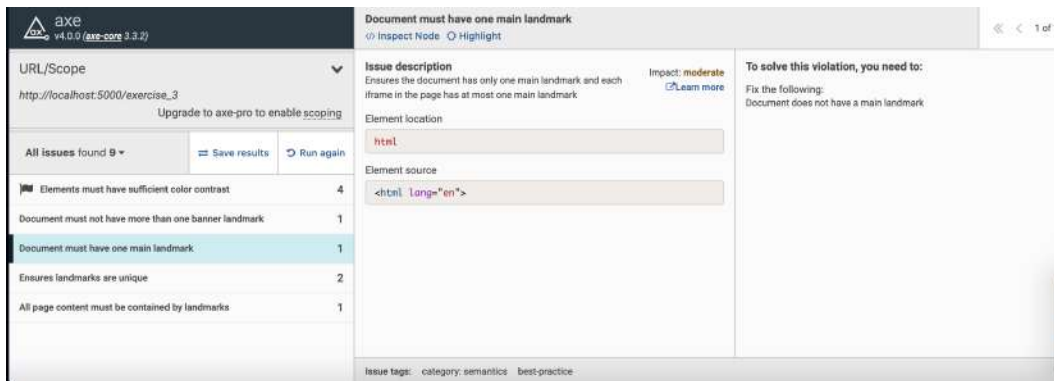 axe
v4.0.0 (axe-core 3.3.2)
URL/Scope
http://localhost:5000/exercise_3
Upgrade to axe-pro to enable scoping
All issues found 9
Save results
Run again
Elements must have sufficient color contrast 4
Document must not have more than one banner landmark 1
Document must have one main landmark 1
Ensures landmarks are unique 2
All page content must be contained by landmarks 1
Document must have one main landmark
</> Inspect Node Highlight
1 of
Issue description
Ensures the document has only one main landmark and each
iframe in the page has at most one main landmark
Impact: moderate
Learn more
Element location
html
Element source
<html lang="en">
To solve this violation, you need to:
Fix the following:
Document does not have a main landmark
Issue tags: category: semantics best-practice